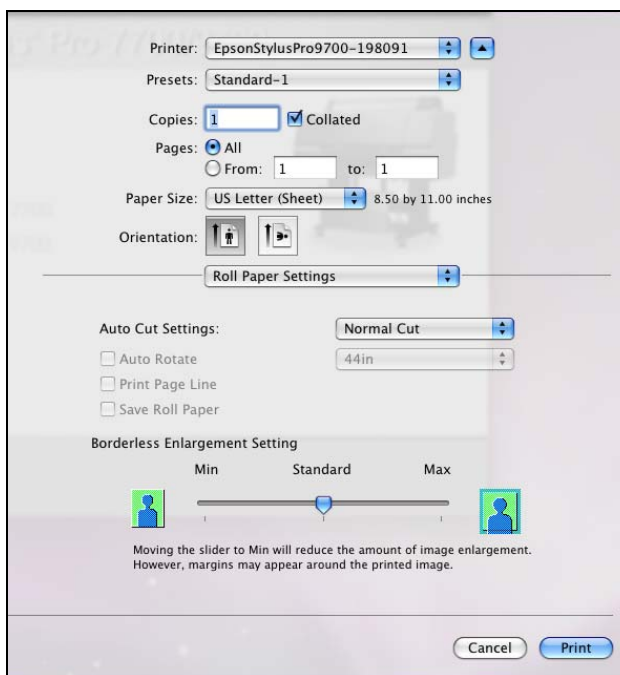 Printer: EpsonStylusPro9700-198091
Presets: Standard-1
Copies: 1 Collated
Pages: All
From: 1 to: 1
Paper Size: US Letter (Sheet) 8.50 by 11.00 inches
Orientation:
Roll Paper Settings
Auto Cut Settings: Normal Cut
Auto Rotate 44in
Print Page Line
Save Roll Paper
Borderless Enlargement Setting
Min Standard Max
Moving the slider to Min will reduce the amount of image enlargement.
However, margins may appear around the printed image.
Cancel Print